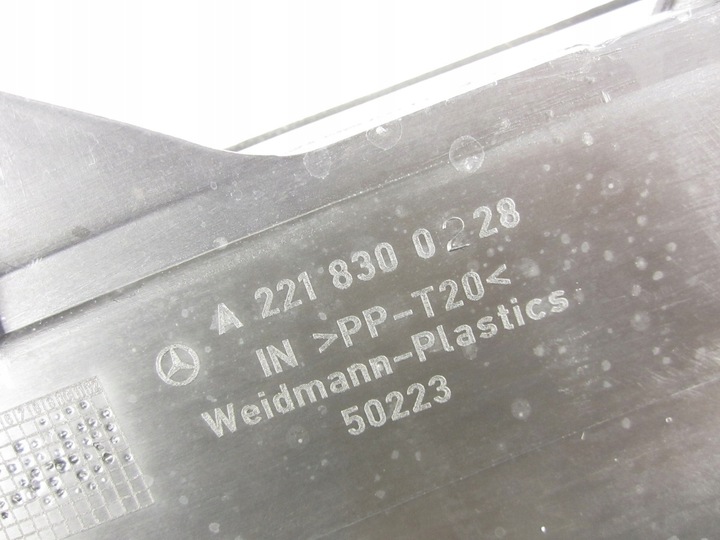 A 221 830 0228
IN >PP-T20<
Weidmann-Plastics
50223